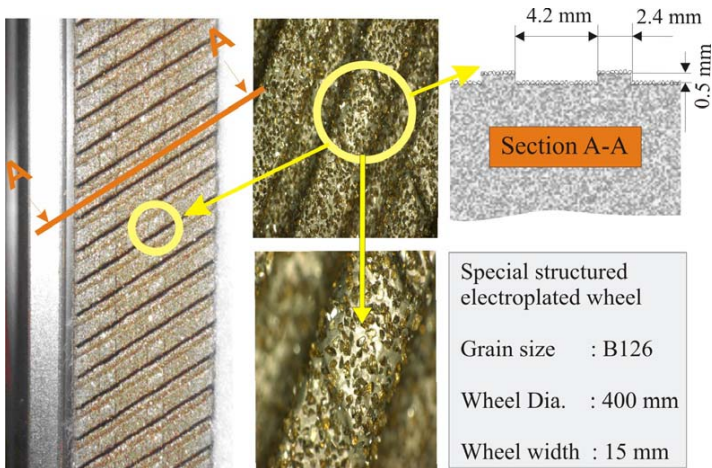 A
A
4.2 mm
2.4 mm
0.5 mm
Section A-A
Special structured
electroplated wheel
Grain size : B126
Wheel Dia. : 400 mm
Wheel width : 15 mm